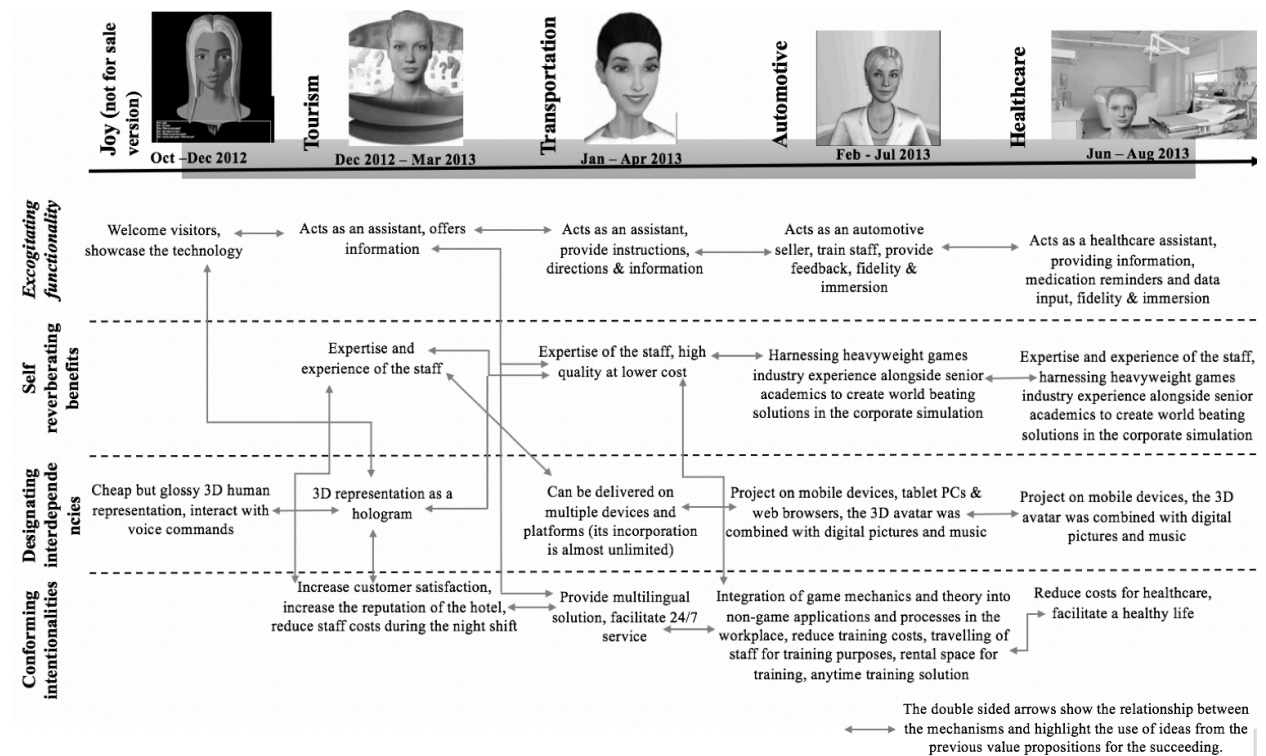 Joy (not for sale
version)
Oct –Dec 2012
Tourism
Dec 2012 – Mar 2013
Transportation
Jan – Apr 2013
Automotive
Feb - Jul 2013
Healthcare
Jun – Aug 2013
Excogitating
functionality
Welcome visitors,
showcase the technology
Acts as an assistant, offers
information
Acts as an assistant,
provide instructions,
directions & information
Acts as an automotive
seller, train staff, provide
feedback, fidelity &
immersion
Acts as a healthcare assistant,
providing information,
medication reminders and data
input, fidelity & immersion
Self
reverberating
benefits
Expertise and
experience of the staff
Expertise of the staff, high
quality at lower cost
Harnessing heavyweight games
industry experience alongside senior
academics to create world beating
solutions in the corporate simulation
Expertise and experience of the staff,
harnessing heavyweight games
industry experience alongside senior
academics to create world beating
solutions in the corporate simulation
Designating
interdepende
ncies
Cheap but glossy 3D human
representation, interact with
voice commands
3D representation as a
hologram
Can be delivered on
multiple devices and
platforms (its incorporation
is almost unlimited)
Project on mobile devices, tablet PCs &
web browsers, the 3D avatar was
combined with digital pictures and music
Project on mobile devices, the 3D
avatar was combined with digital
pictures and music
Conforming
intentionalities
Increase customer satisfaction,
increase the reputation of the hotel,
reduce staff costs during the night shift
Provide multilingual
solution, facilitate 24/7
service
Integration of game mechanics and theory into
non-game applications and processes in the
workplace, reduce training costs, travelling of
staff for training purposes, rental space for
training, anytime training solution
Reduce costs for healthcare,
facilitate a healthy life
The double sided arrows show the relationship between
the mechanisms and highlight the use of ideas from the
previous value propositions for the succeeding.